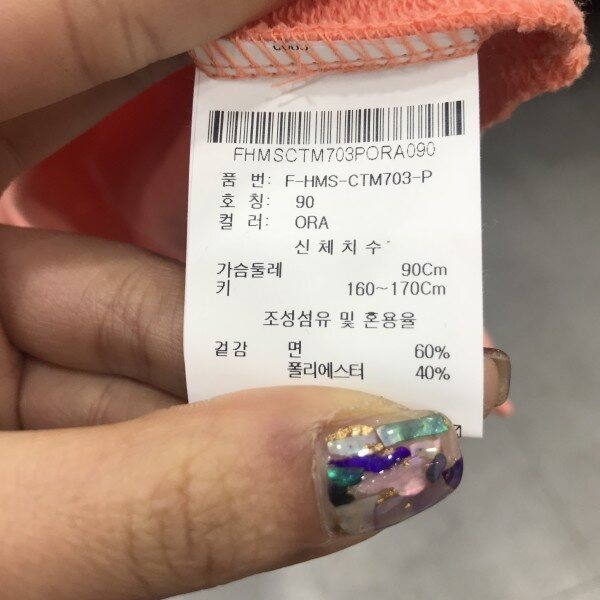 FHMSCTM703PORA090
품 번: F-HMS-CTM703-P
호 칭: 90
컬 러: ORA
신 체 치 수
가슴둘레 90Cm
키 160~170Cm
조성섬유 및 혼용율
겉감 면 60%
폴리에스터 40%